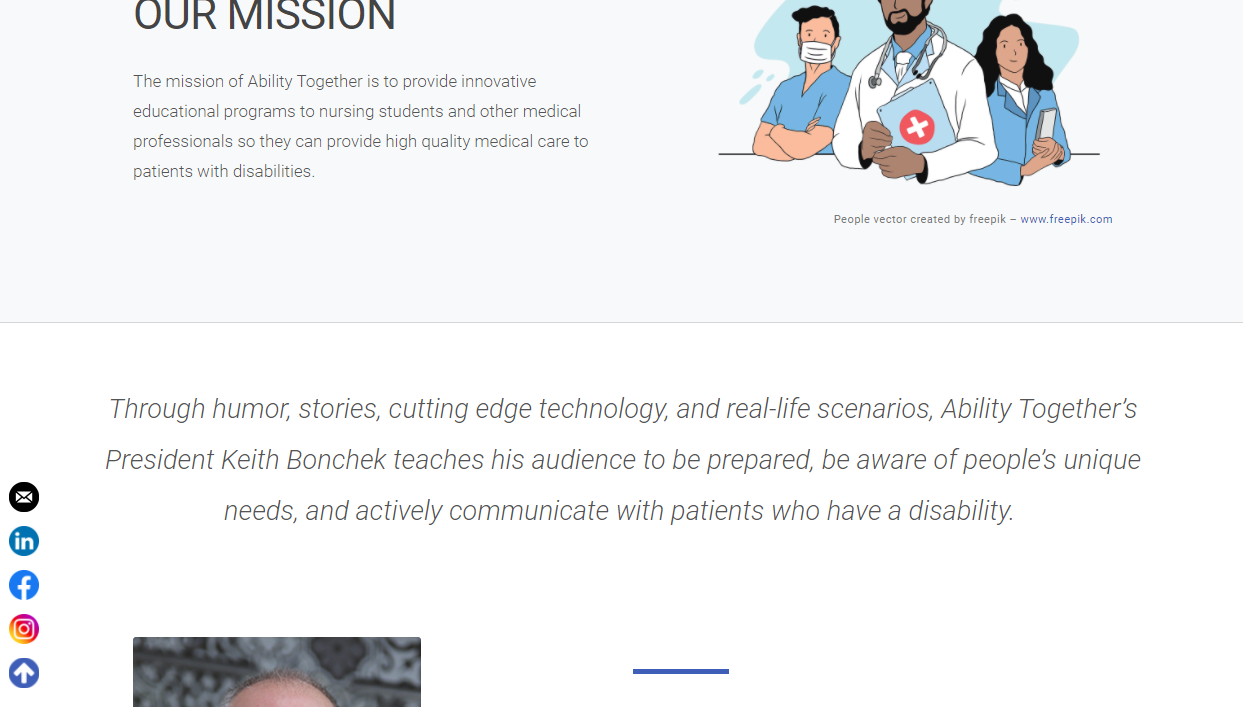 OUR MISSION
The mission of Ability Together is to provide innovative
educational programs to nursing students and other medical
professionals so they can provide high quality medical care to
patients with disabilities.
People vector created by freepik – www.freepik.com
Through humor, stories, cutting edge technology, and real-life scenarios, Ability Together’s
President Keith Bonchek teaches his audience to be prepared, be aware of people’s unique
needs, and actively communicate with patients who have a disability.
in